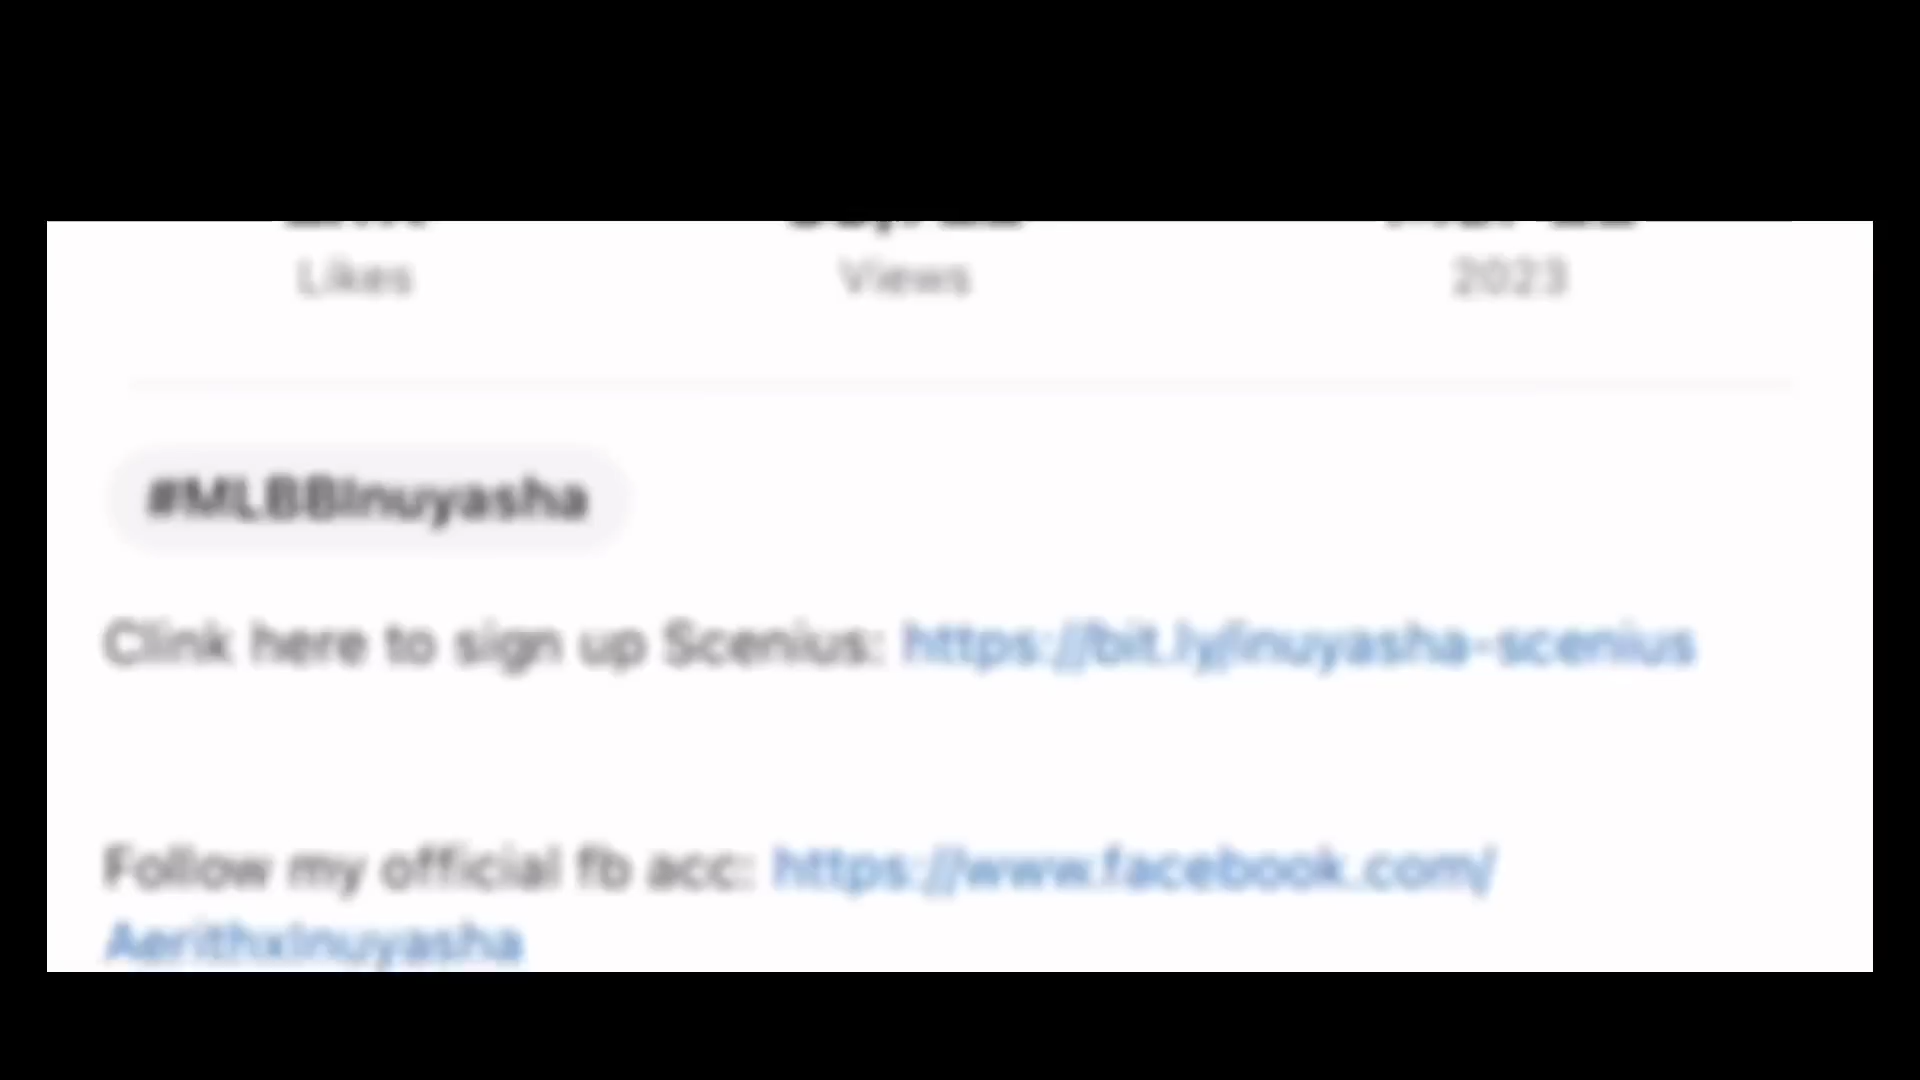 Likes Views 2023
#MLBBInuyasha
Clink here to sign up Scenius: https://bit.ly/inuyasha-scenius
Follow my official fb acc: https://www.facebook.com/
AerithxInuyasha